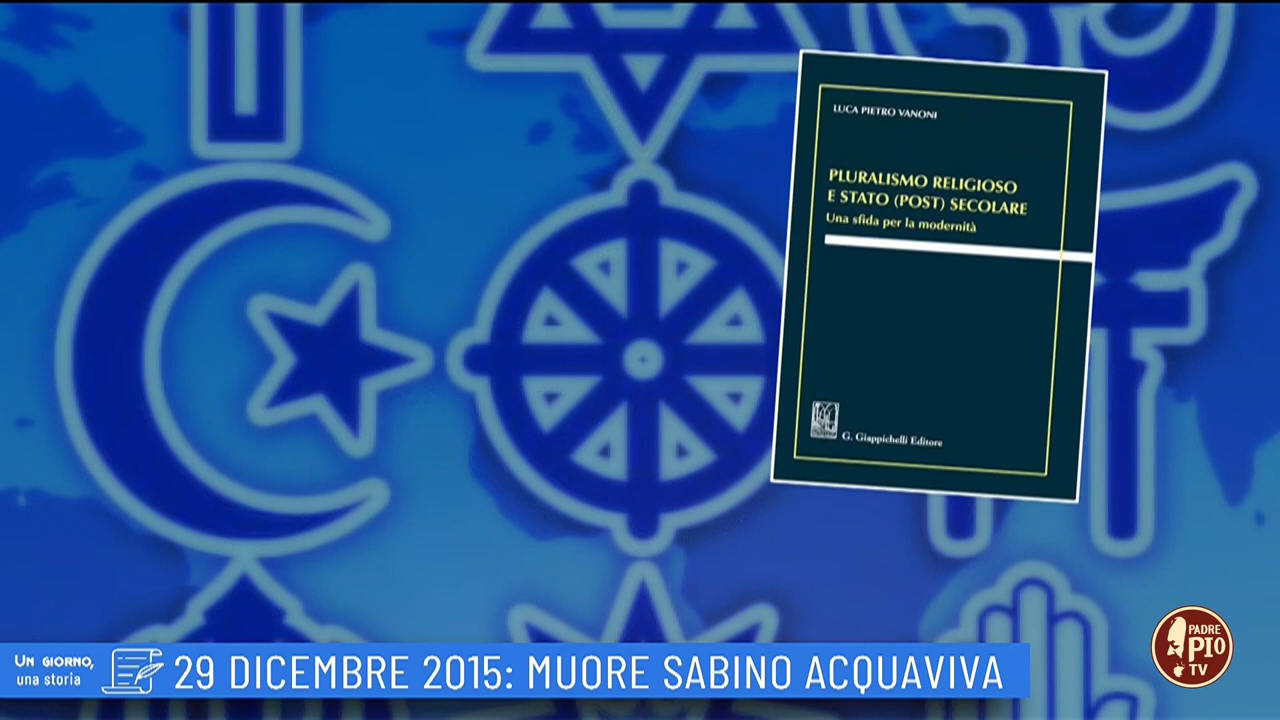 LUCA PIETRO VANONI
PLURALISMO RELIGIOSO
E STATO (POST) SECOLARE
Una sfida per la modernità
G. Giappichelli Editore
UN GIORNO,
una storia
29 DICEMBRE 2015: MUORE SABINO ACQUAVIVA
PADRE
PIO
TV